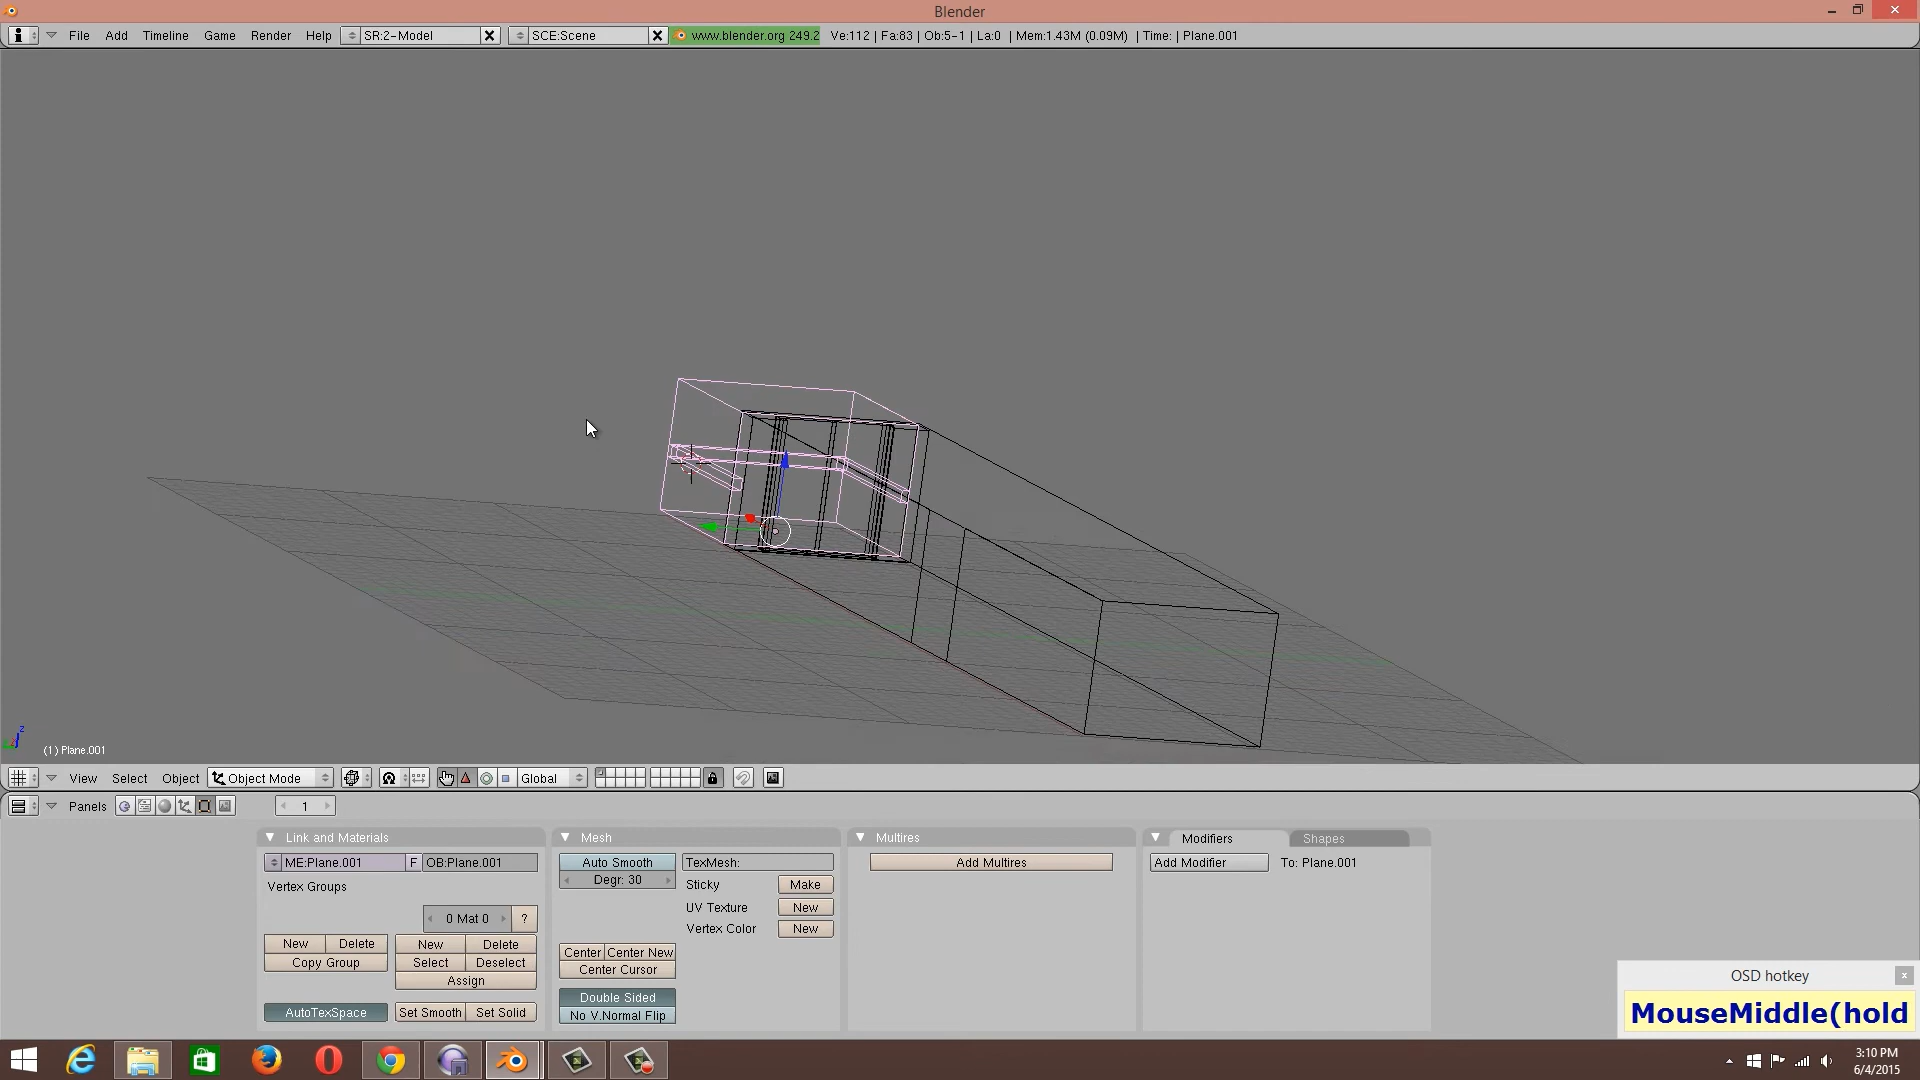 Blender
File Add Timeline Game Render Help SR:2-Model SCE:Scene www.blender.org 249.2 Ve:112 | Fa:83 | Ob:5-1 | La:0 | Mem:1.43M (0.09M) | Time: | Plane.001
z
(1) Plane.001
View Select Object Object Mode Global
Panels 1
Link and Materials Mesh Multires Modifiers Shapes
ME:Plane.001 F OB:Plane.001 Auto Smooth TexMesh: Add Multires Add Modifier To: Plane.001
Degr: 30
Vertex Groups Sticky Make
UV Texture New
0 Mat 0 ? Vertex Color New
New Delete New Delete
Center Center New
Copy Group Select Deselect
Center Cursor
Assign
Double Sided
AutoTexSpace Set Smooth Set Solid No V.Normal Flip
OSD hotkey x
MouseMiddle(hold
3:10 PM
6/4/2015